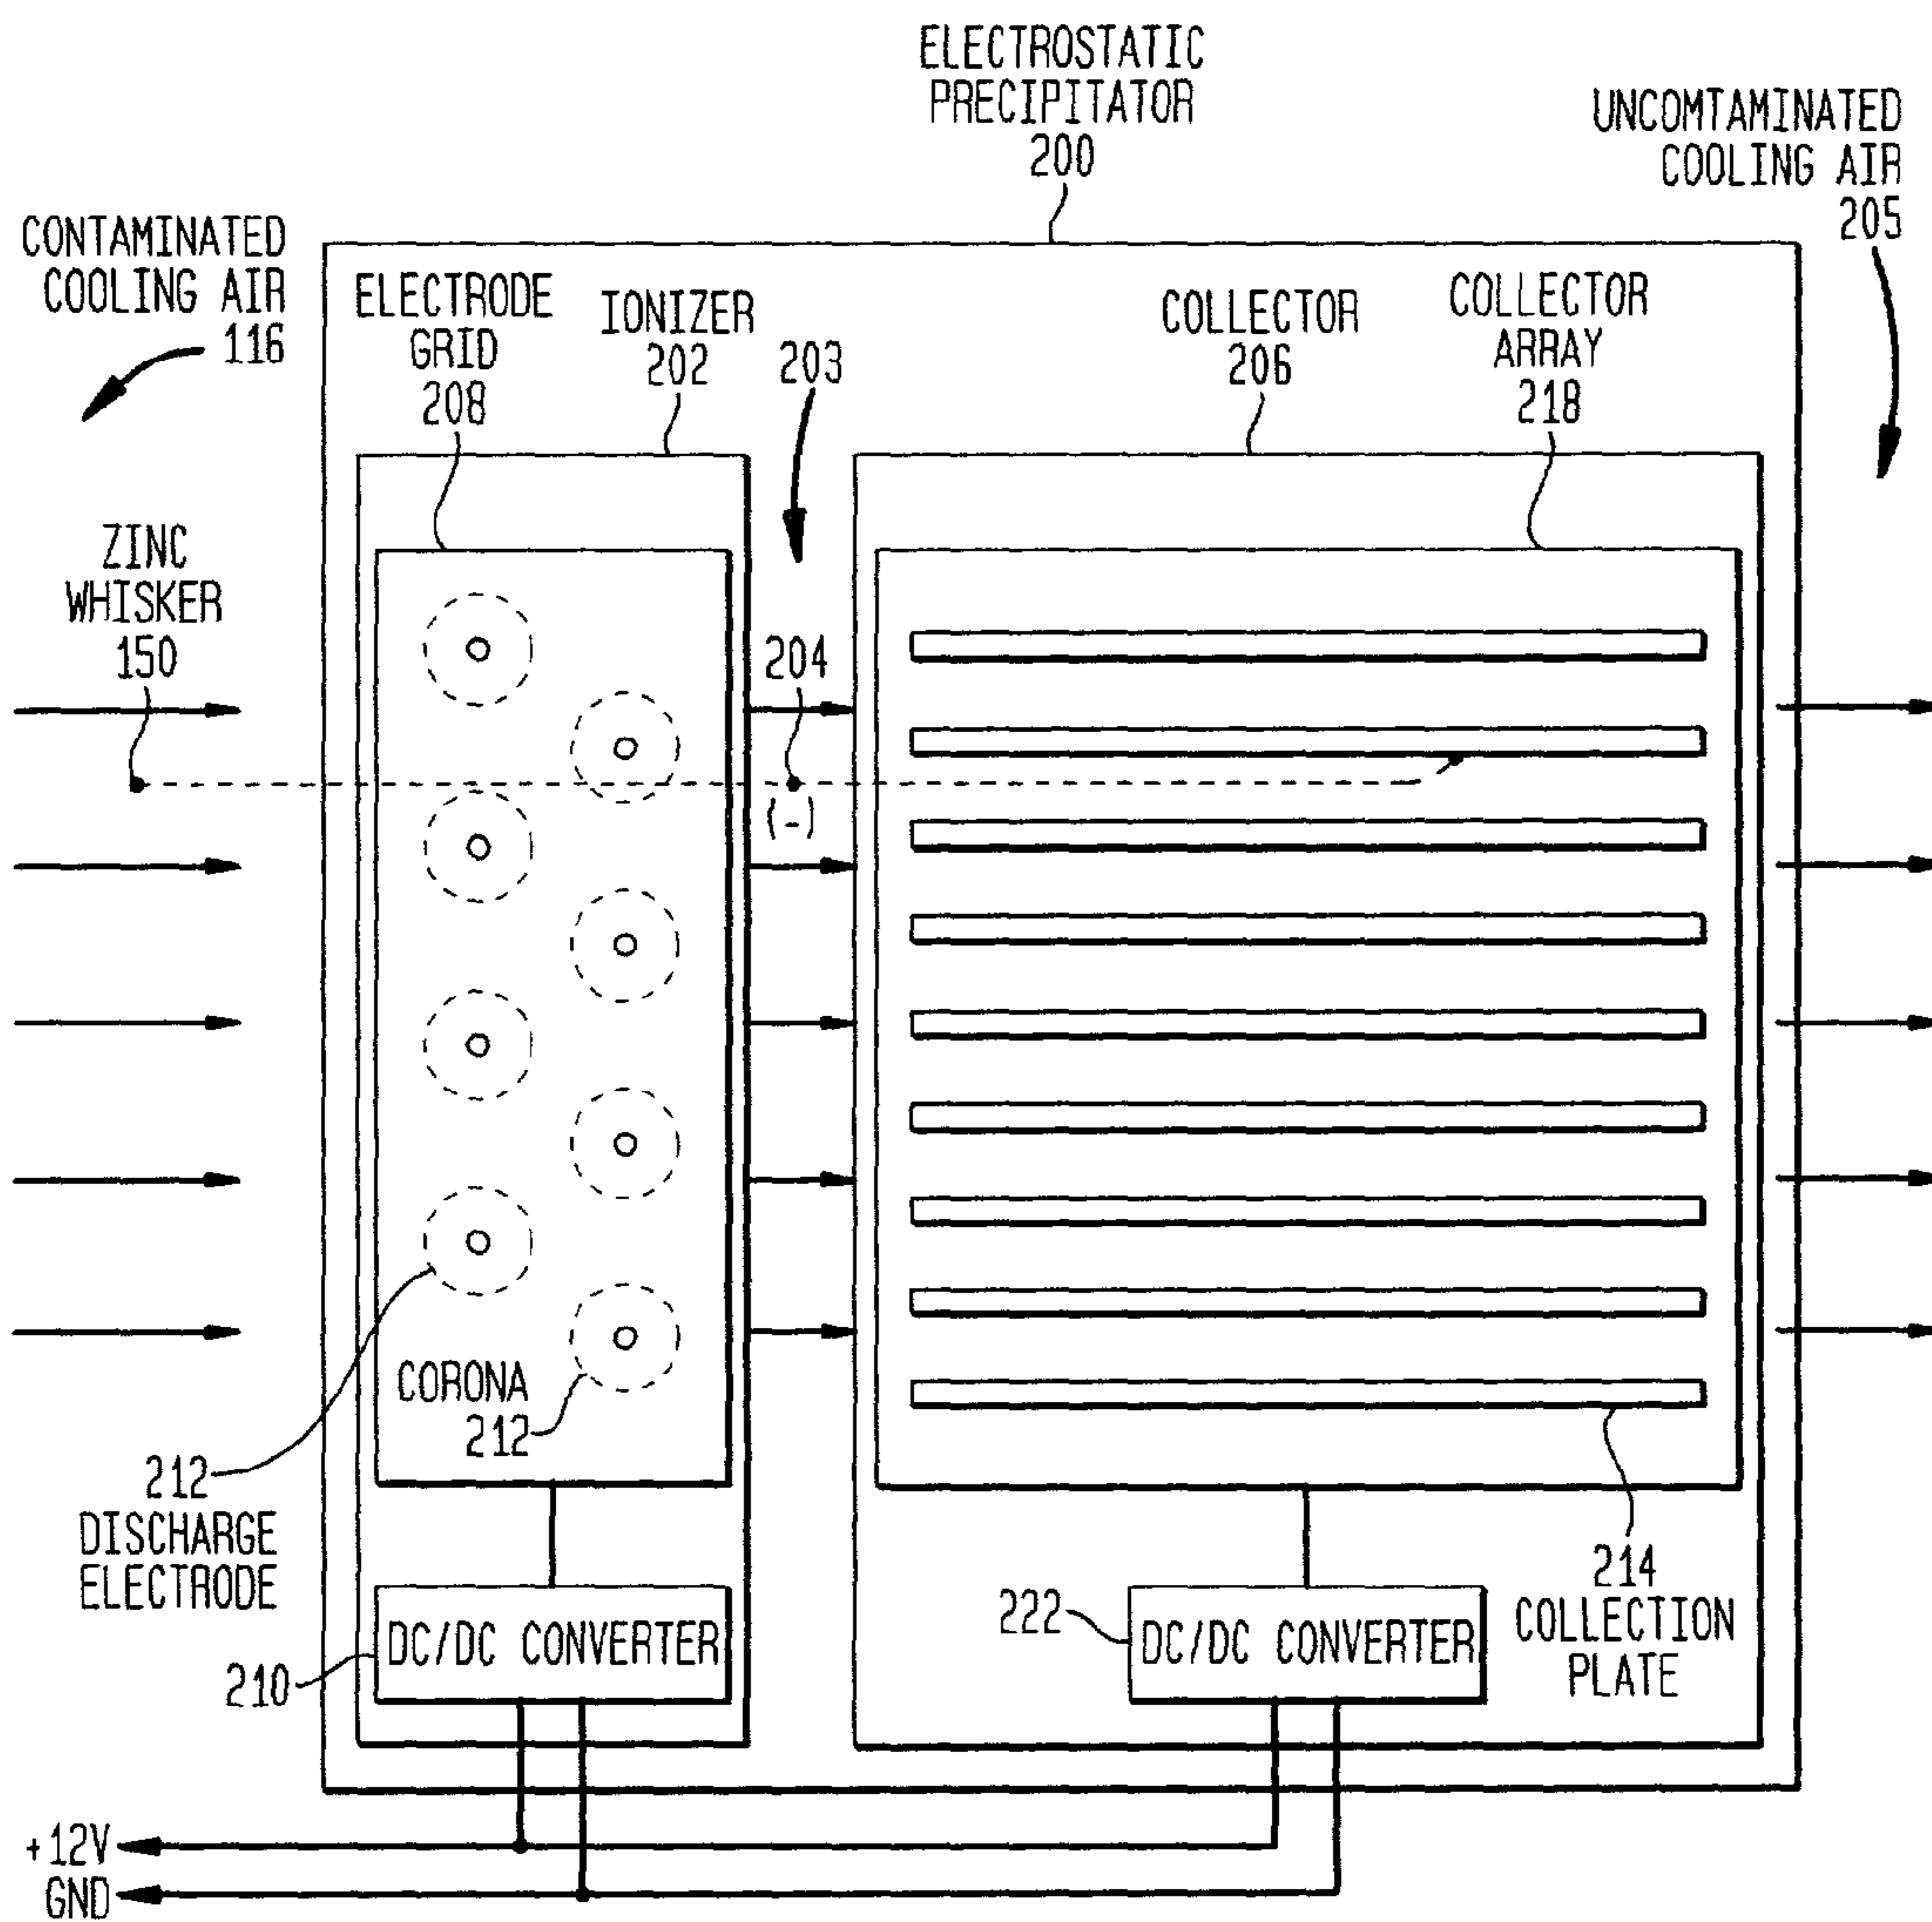 ELECTROSTATIC
PRECIPITATOR
200
UNCOMTAMINATED
COOLING AIR
205
CONTAMINATED
COOLING AIR
116
ELECTRODE
GRID
208
IONIZER
202
203
COLLECTOR
206
COLLECTOR
ARRAY
218
ZINC
WHISKER
150
204
(-)
CORONA
212
212
DISCHARGE
ELECTRODE
214
COLLECTION
PLATE
DC/DC CONVERTER
210
222
DC/DC CONVERTER
+12V
GND